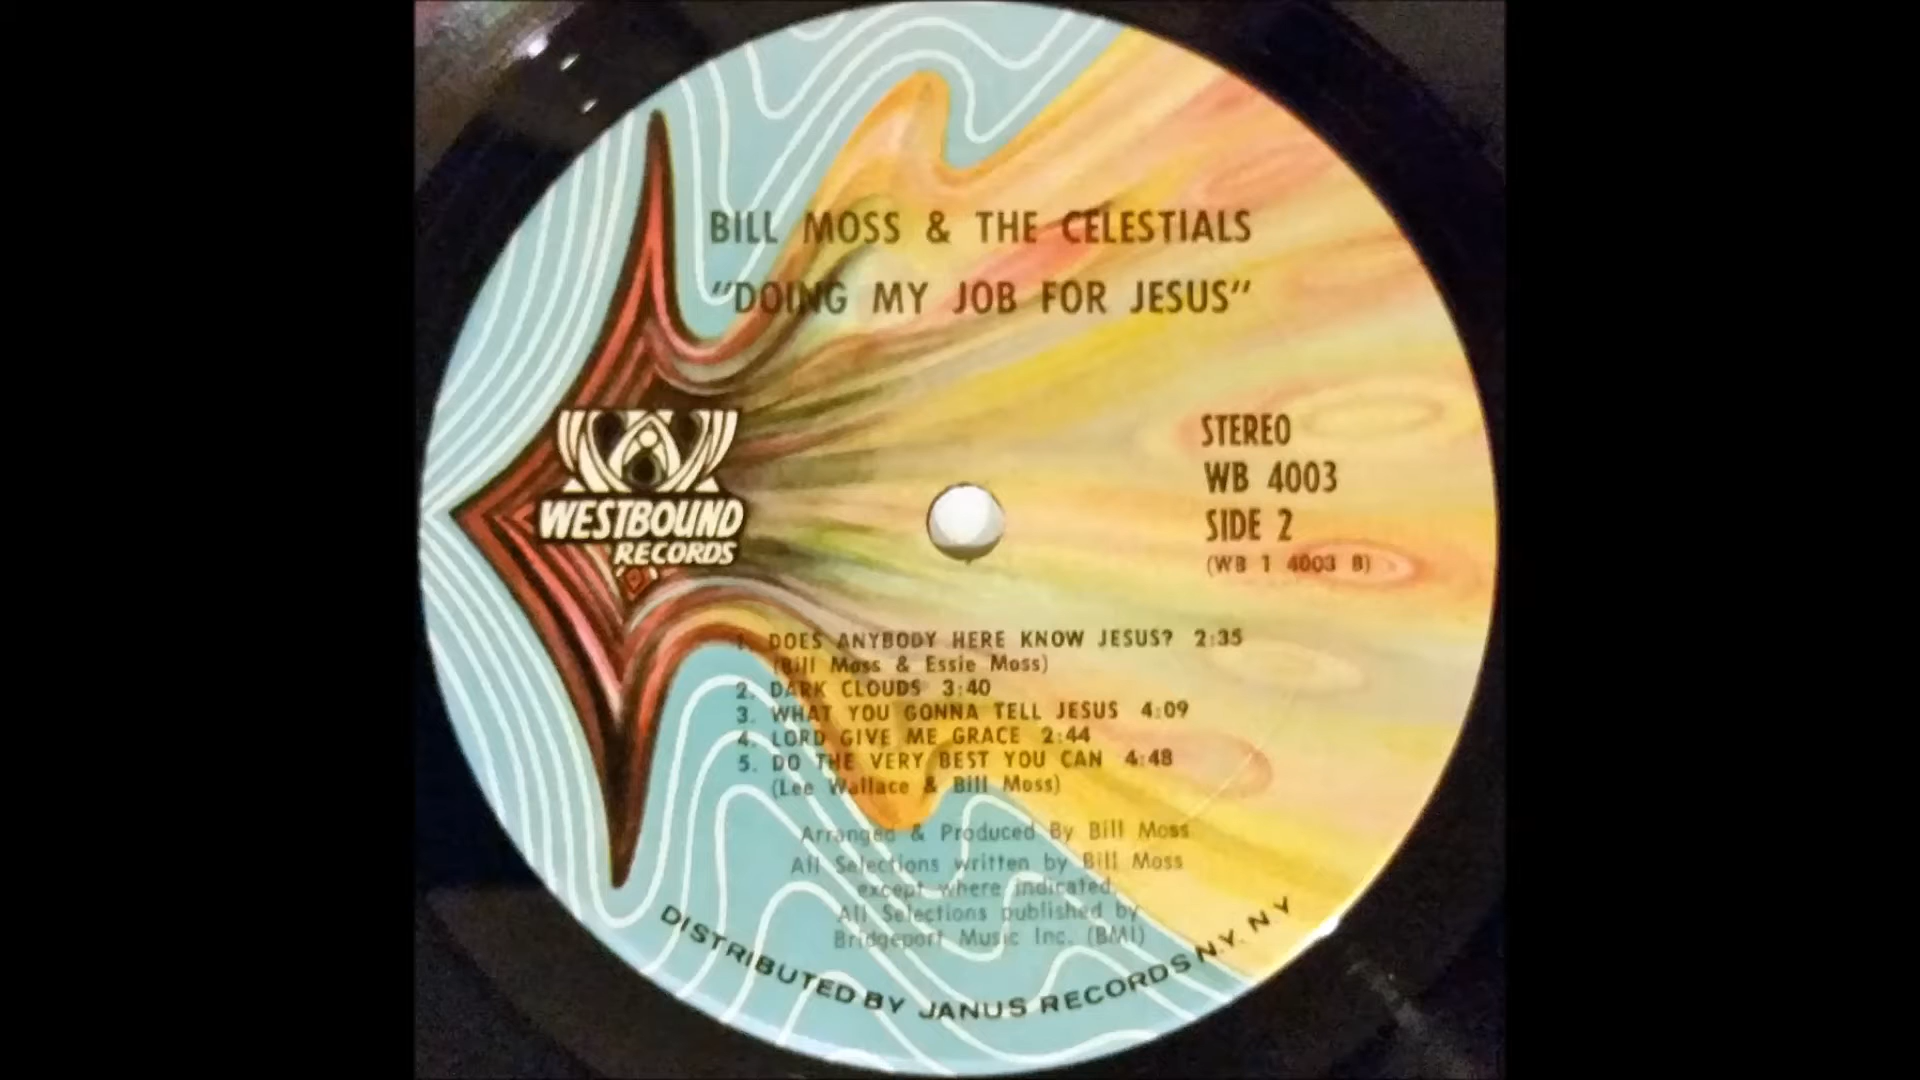 BILL MOSS & THE CELESTIALS
"DOING MY JOB FOR JESUS"
STEREO
WB 4003
SIDE 2
(WB 1 4003 B)
WESTBOUND
RECORDS
1. DOES ANYBODY HERE KNOW JESUS? 2:35
(Bill Moss & Essie Moss)
2. DARK CLOUDS 3:40
3. WHAT YOU GONNA TELL JESUS 4:09
4. LORD GIVE ME GRACE 2:44
5. DO THE VERY BEST YOU CAN 4:48
(Lee Wallace & Bill Moss)
Arranged & Produced By Bill Moss
All Selections written by Bill Moss
except where indicated.
All Selections published by
Bridgeport Music Inc. (BMI)
DISTRIBUTED BY JANUS RECORDS N.Y. N Y